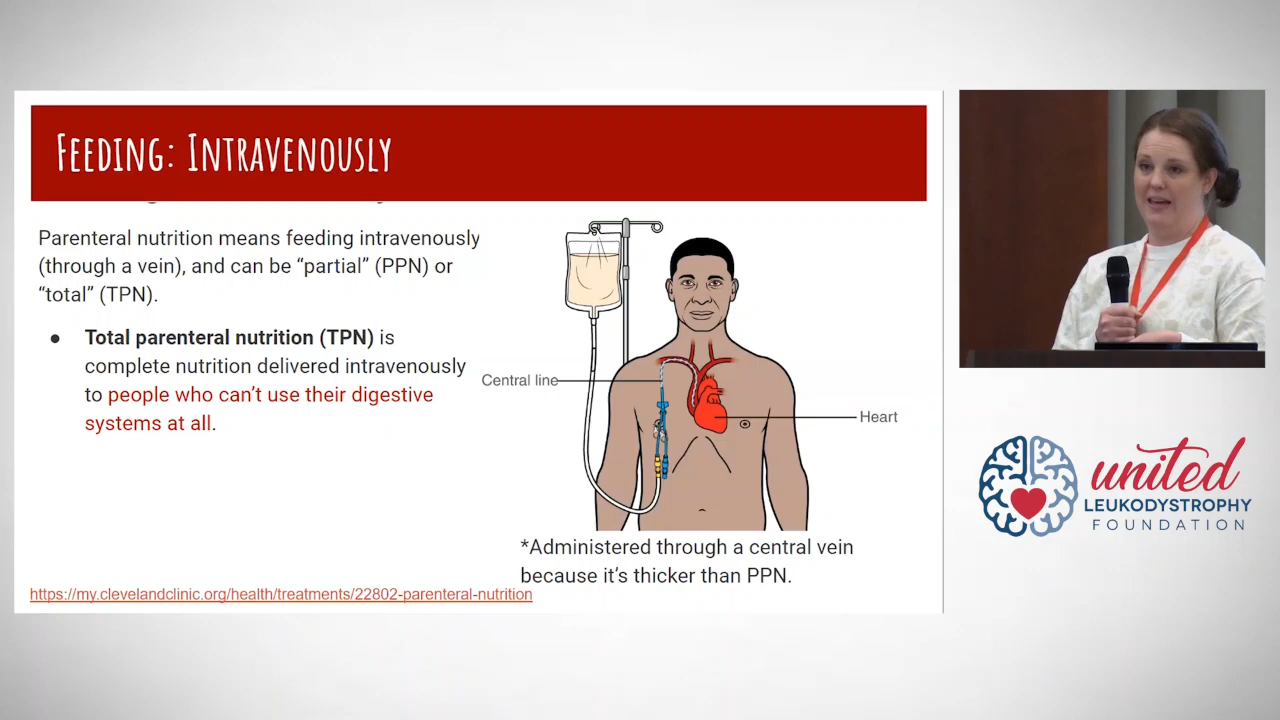 FEEDING: INTRAVENOUSLY
Parenteral nutrition means feeding intravenously
(through a vein), and can be “partial” (PPN) or
“total” (TPN).
● Total parenteral nutrition (TPN) is
complete nutrition delivered intravenously
to people who can’t use their digestive
systems at all.
Central line
Heart
*Administered through a central vein
because it’s thicker than PPN.
https://my.clevelandclinic.org/health/treatments/22802-parenteral-nutrition
united
LEUKODYSTROPHY
FOUNDATION